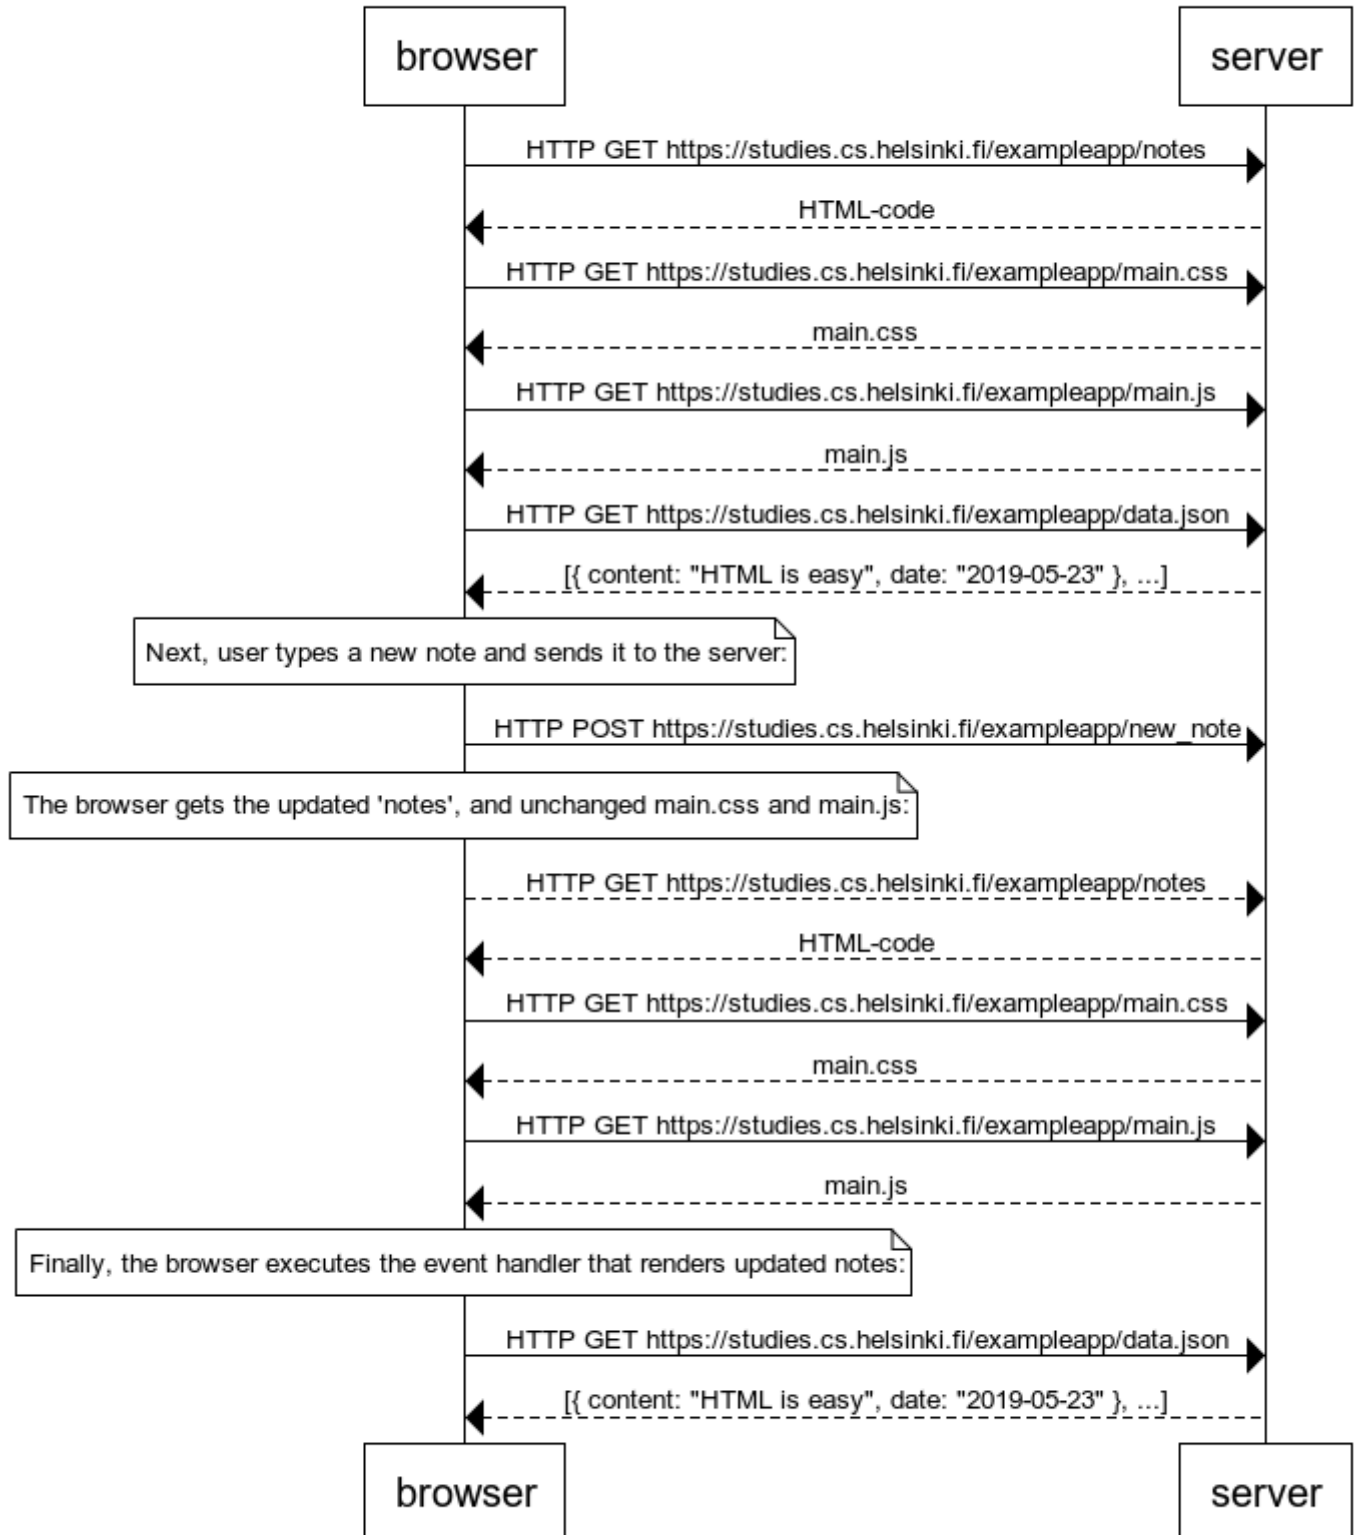 browser
server
HTTP GET https://studies.cs.helsinki.fi/exampleapp/notes
HTML-code
HTTP GET https://studies.cs.helsinki.fi/exampleapp/main.css
main.css
HTTP GET https://studies.cs.helsinki.fi/exampleapp/main.js
main.js
HTTP GET https://studies.cs.helsinki.fi/exampleapp/data.json
[{ content: "HTML is easy", date: "2019-05-23" }, ...]
Next, user types a new note and sends it to the server:
HTTP POST https://studies.cs.helsinki.fi/exampleapp/new_note
The browser gets the updated 'notes', and unchanged main.css and main.js:
HTTP GET https://studies.cs.helsinki.fi/exampleapp/notes
HTML-code
HTTP GET https://studies.cs.helsinki.fi/exampleapp/main.css
main.css
HTTP GET https://studies.cs.helsinki.fi/exampleapp/main.js
main.js
Finally, the browser executes the event handler that renders updated notes:
HTTP GET https://studies.cs.helsinki.fi/exampleapp/data.json
[{ content: "HTML is easy", date: "2019-05-23" }, ...]
browser
server